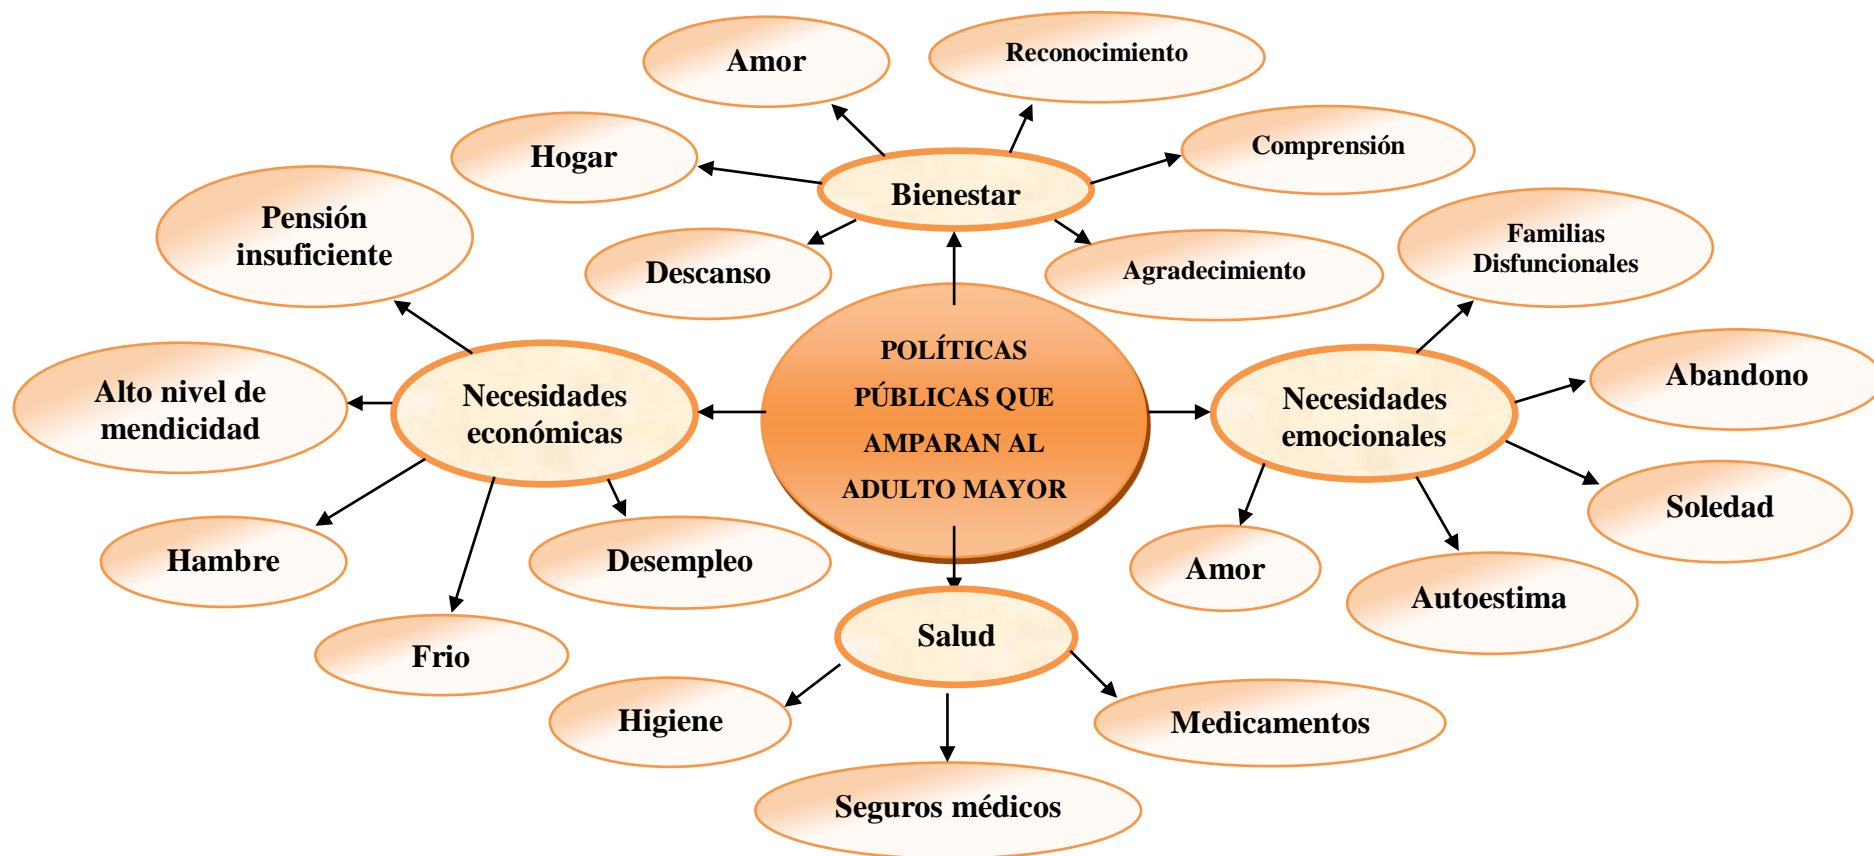 Amor
Reconocimiento
Hogar
Comprensión
Bienestar
Descanso
Agradecimiento
Pensión
insuficiente
Familias
Disfuncionales
POLÍTICAS
PÚBLICAS QUE
AMPARAN AL
ADULTO MAYOR
Necesidades
económicas
Alto nivel de
mendicidad
Hambre
Frio
Desempleo
Necesidades
emocionales
Abandono
Soledad
Amor
Autoestima
Salud
Higiene
Medicamentos
Seguros médicos